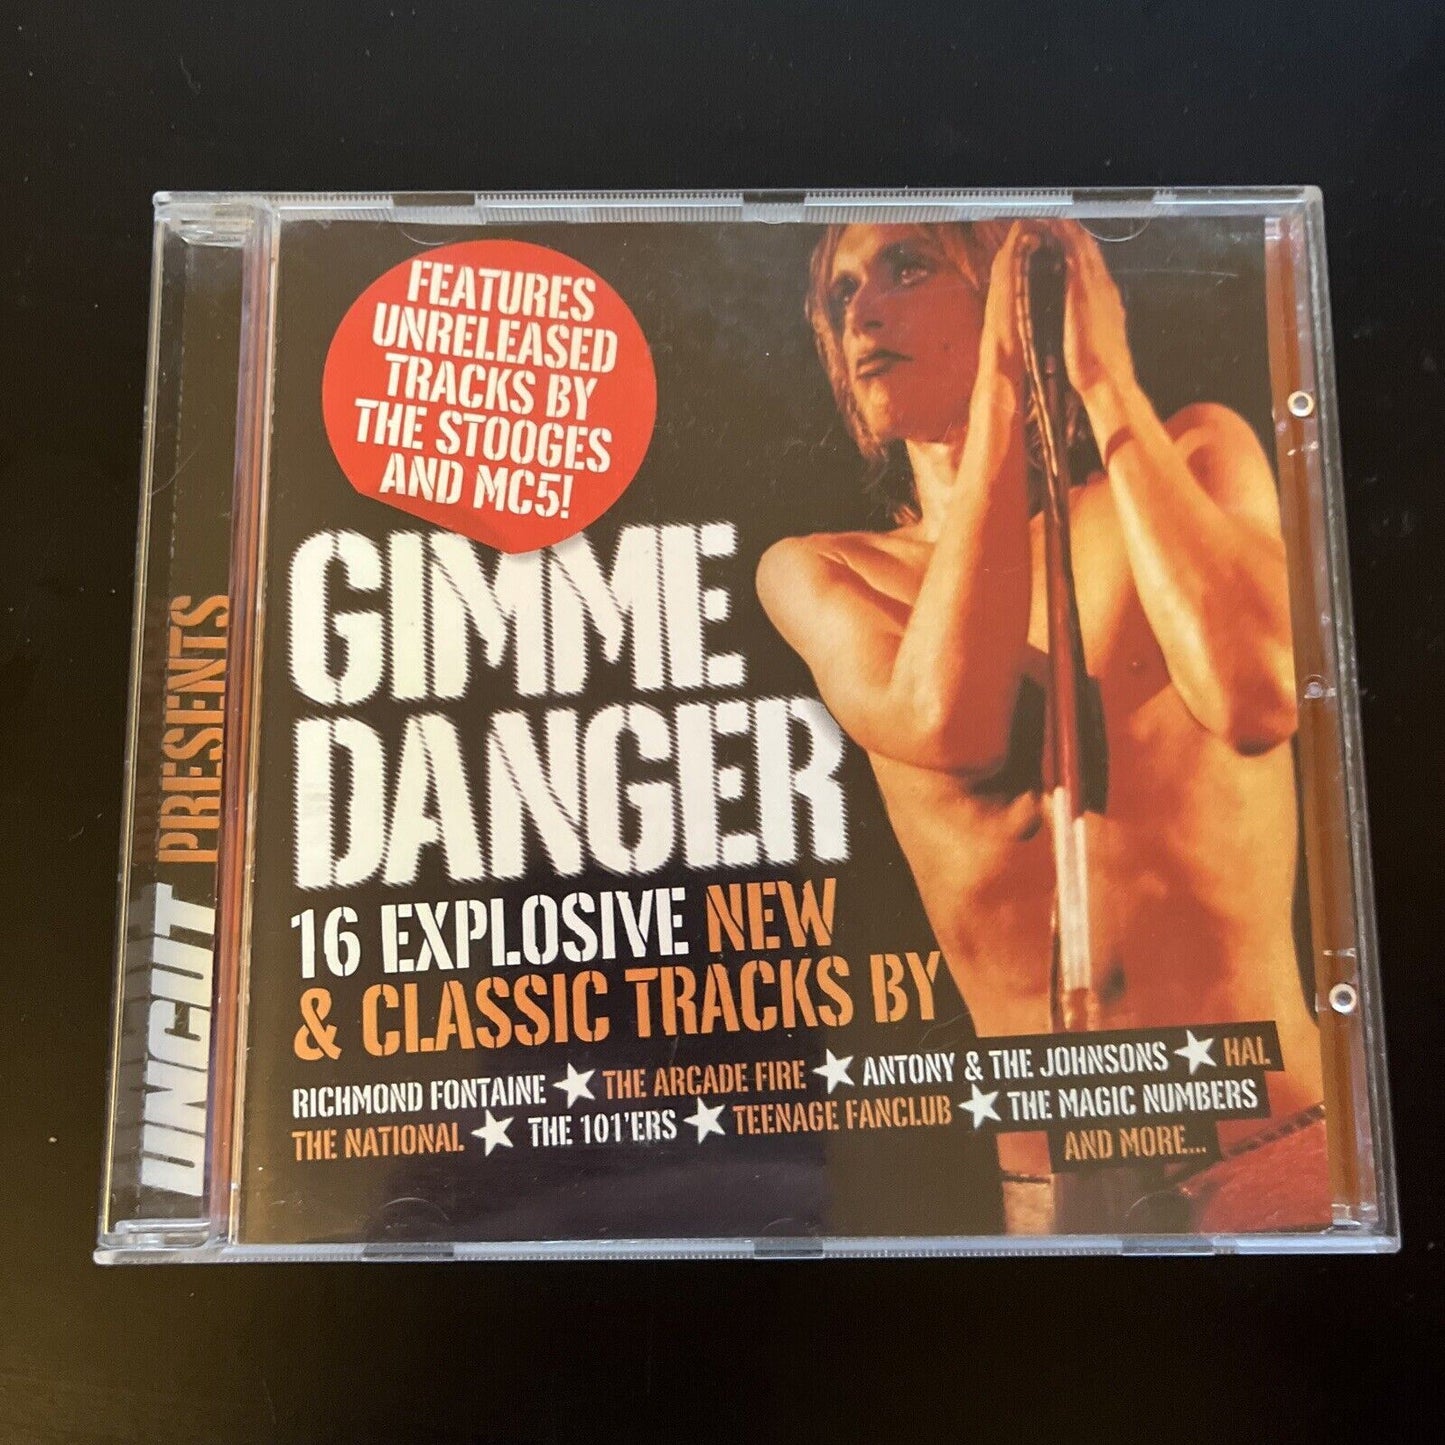 FEATURES
UNRELEASED
TRACKS BY
THE STOOGES
AND MC5!
GIMME
DANGER
16 EXPLOSIVE NEW
& CLASSIC TRACKS BY
RICHMOND FONTAINE ★ THE ARCADE FIRE ★ ANTONY & THE JOHNSONS ★ HAL
THE NATIONAL ★ THE 101'ERS ★ TEENAGE FANCLUB ★ THE MAGIC NUMBERS
AND MORE...
UNCUT PRESENTS